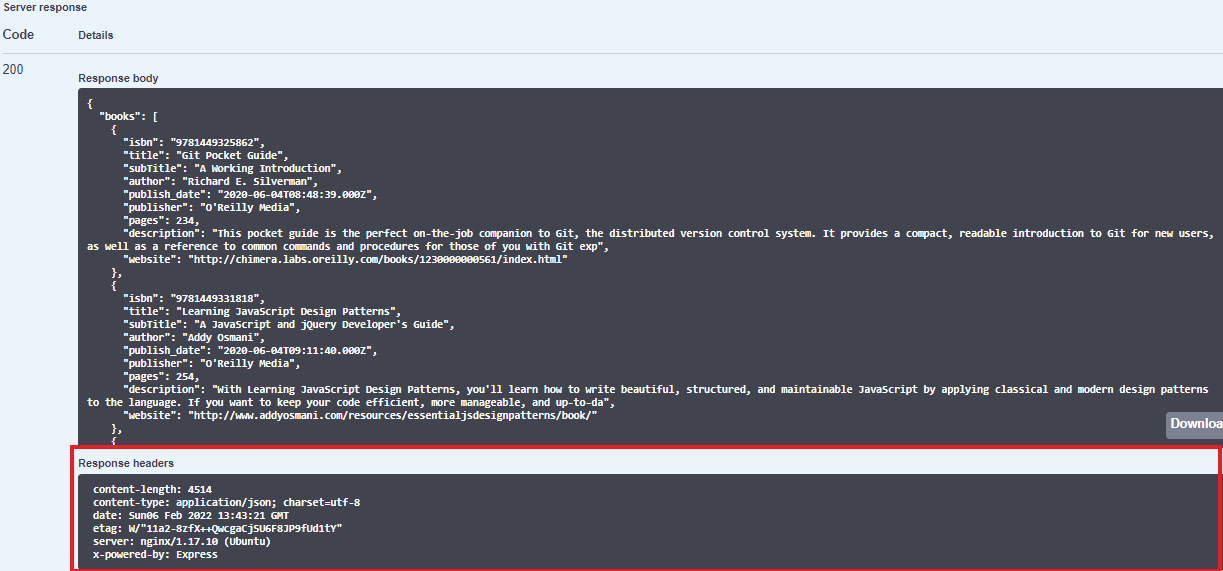 Server response
Code Details
200
Response body
{
"books": [
{
"isbn": "9781449325862",
"title": "Git Pocket Guide",
"subTitle": "A Working Introduction",
"author": "Richard E. Silverman",
"publish_date": "2020-06-04T08:48:39.000Z",
"publisher": "O'Reilly Media",
"pages": 234,
"description": "This pocket guide is the perfect on-the-job companion to Git, the distributed version control system. It provides a compact, readable introduction to Git for new users,
as well as a reference to common commands and procedures for those of you with Git exp",
"website": "http://chimera.labs.oreilly.com/books/1230000000561/index.html"
},
{
"isbn": "9781449331818",
"title": "Learning JavaScript Design Patterns",
"subTitle": "A JavaScript and jQuery Developer's Guide",
"author": "Addy Osmani",
"publish_date": "2020-06-04T09:11:40.000Z",
"publisher": "O'Reilly Media",
"pages": 254,
"description": "With Learning JavaScript Design Patterns, you'll learn how to write beautiful, structured, and maintainable JavaScript by applying classical and modern design patterns
to the language. If you want to keep your code efficient, more manageable, and up-to-da",
"website": "http://www.addyosmani.com/resources/essentialjsdesignpatterns/book/"
},
{
Downloa
Response headers
content-length: 4514
content-type: application/json; charset=utf-8
date: Sun06 Feb 2022 13:43:21 GMT
etag: W/"11a2-8zfX++QwcgaCjSU6F8JP9fUd1tY"
server: nginx/1.17.10 (Ubuntu)
x-powered-by: Express